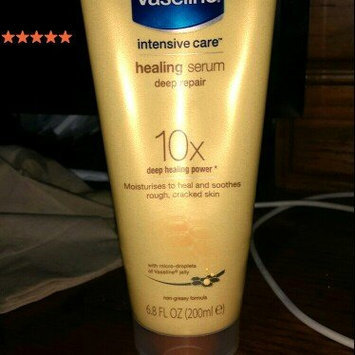 Vaseline
intensive care™
healing serum
deep repair
10x
deep healing power*
Moisturises to heal and soothes
rough, cracked skin
with micro-droplets
of Vaseline® jelly
non-greasy formula
6.8 FL OZ (200ml e)